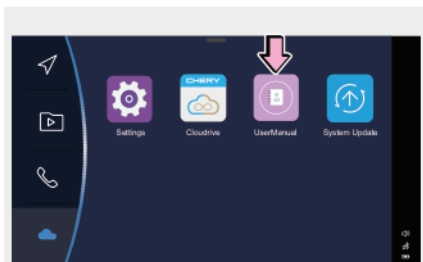 CHERY
Settings
Cloudrive
UserManual
System Update